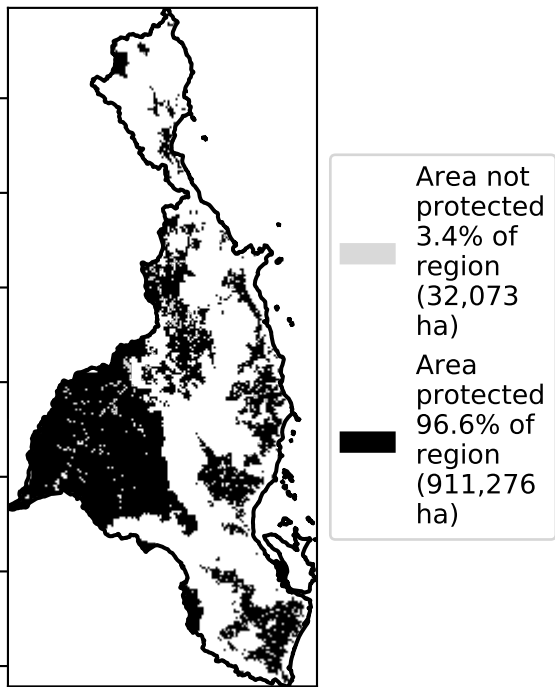 Area not
protected
3.4% of
region
(32,073
ha)
Area
protected
96.6% of
region
(911,276
ha)